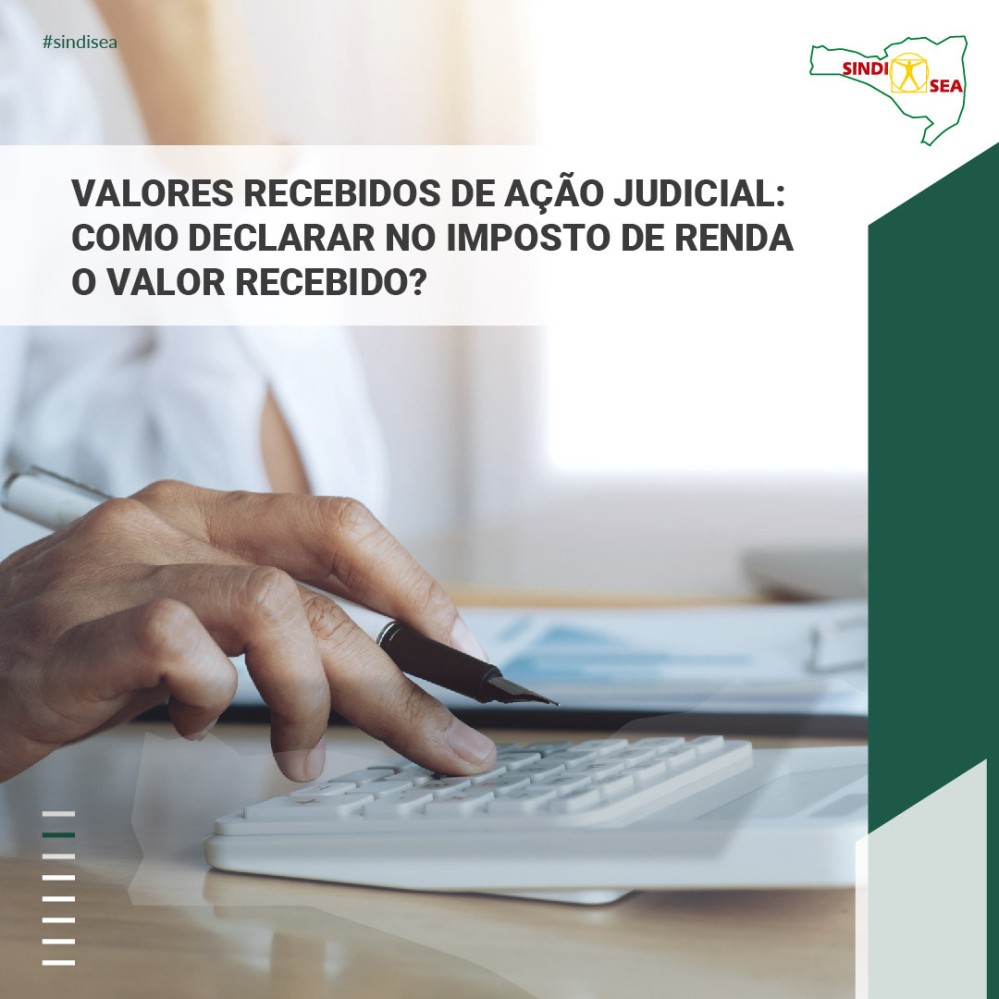 #sindisea
SINDI SEA
VALORES RECEBIDOS DE AÇÃO JUDICIAL:
COMO DECLARAR NO IMPOSTO DE RENDA
O VALOR RECEBIDO?